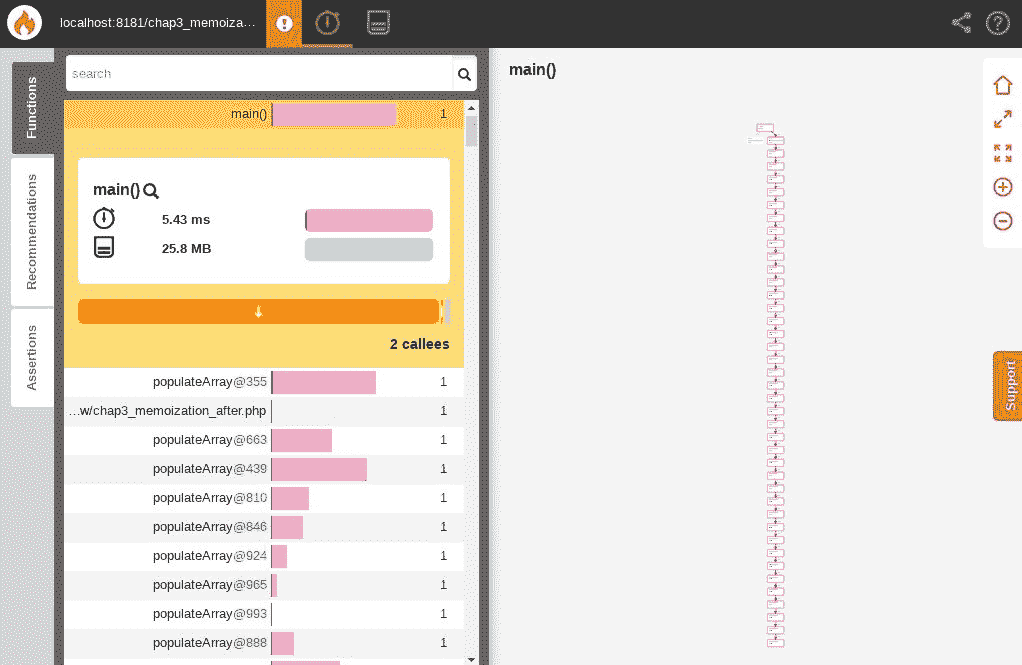 localhost:8181/chap3_memoiza...
Functions
Recommendations
Assertions
search
main() 1
main()
5.43 ms
25.8 MB
2 callees
populateArray@355 1
...w/chap3_memoization_after.php 1
populateArray@663 1
populateArray@439 1
populateArray@810 1
populateArray@846 1
populateArray@924 1
populateArray@965 1
populateArray@993 1
populateArray@888 1
main()
Support